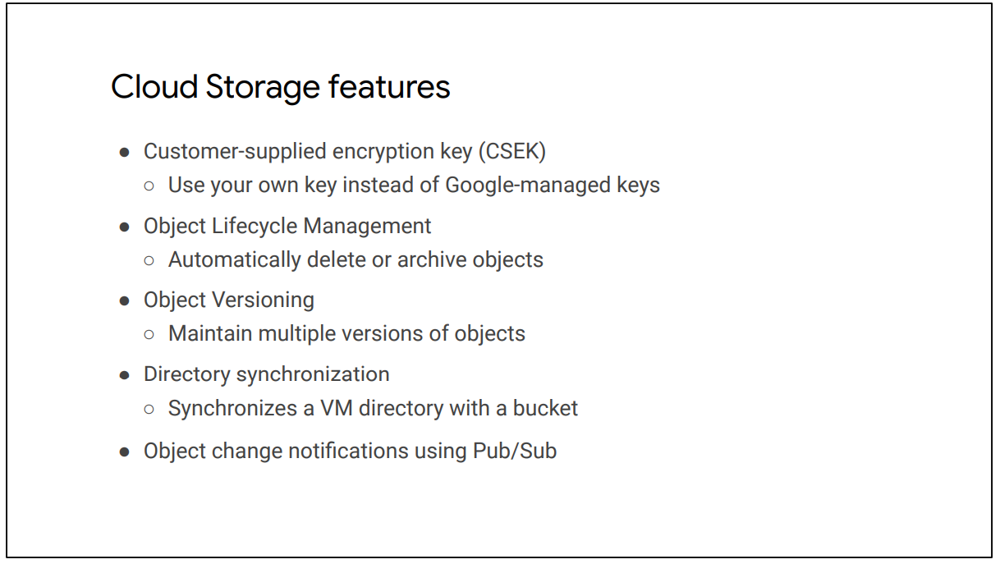 Cloud Storage features
● Customer-supplied encryption key (CSEK)
○ Use your own key instead of Google-managed keys
● Object Lifecycle Management
○ Automatically delete or archive objects
● Object Versioning
○ Maintain multiple versions of objects
● Directory synchronization
○ Synchronizes a VM directory with a bucket
● Object change notifications using Pub/Sub